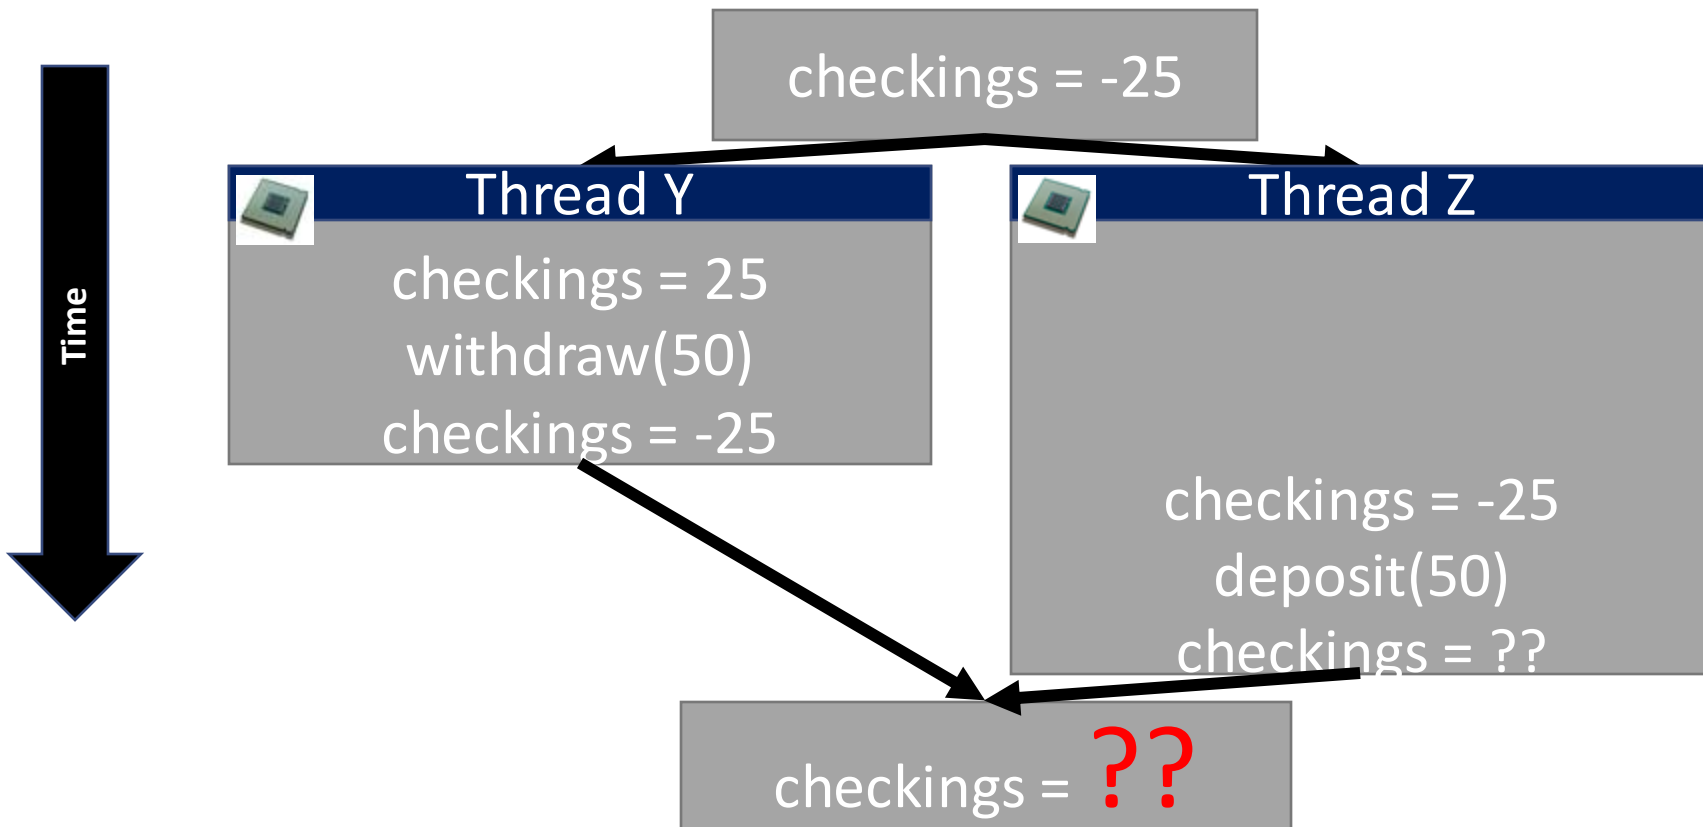 checkings = -25
Time
Thread Y
checkings = 25
withdraw(50)
checkings = -25
Thread Z
checkings = -25
deposit(50)
checkings = ??
checkings = ??